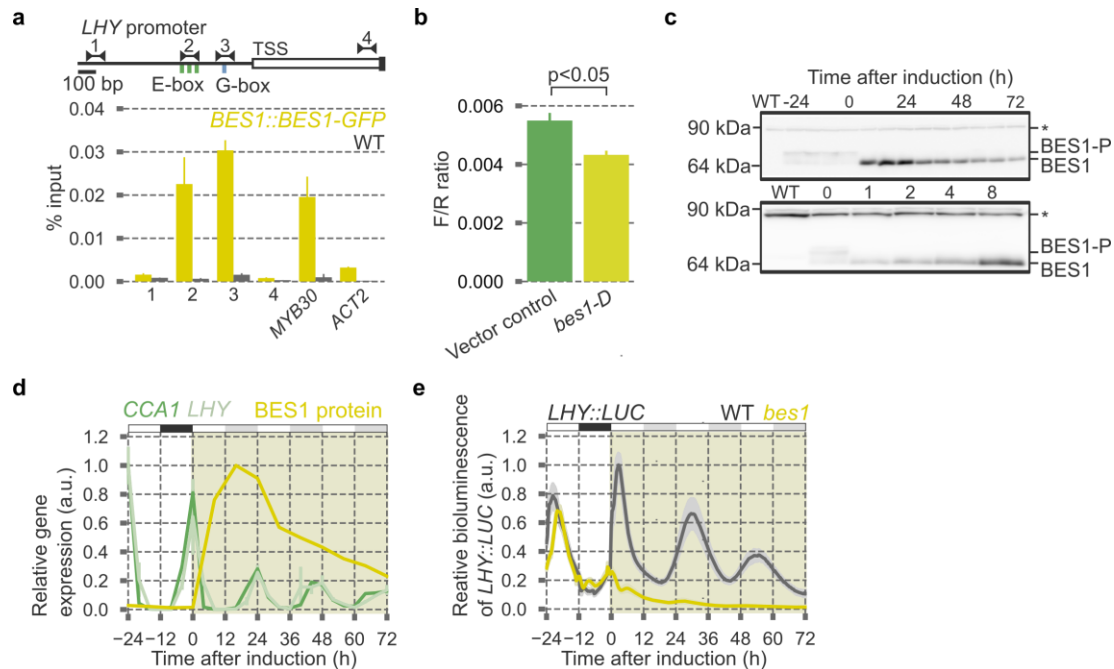 a
LHY promoter
1 2 3 TSS 4
100 bp E-box G-box
0.04
BES1::BES1-GFP
0.03 WT
0.02
0.01
0.00
% input
1 2 3 4 MYB30 ACT2
b
p<0.05
0.006
0.004
0.002
0.000
F/R ratio
Vector control bes1-D
c
Time after induction (h)
WT -24 0 24 48 72
90 kDa *
BES1-P
64 kDa BES1
WT 0 1 2 4 8
90 kDa *
BES1-P
64 kDa BES1
d
CCA1 LHY BES1 protein
1.2
1.0
0.8
0.6
0.4
0.2
0.0
Relative gene
expression (a.u.)
−24 −12 0 12 24 36 48 60 72
Time after induction (h)
e
LHY::LUC WT bes1
1.2
1.0
0.8
0.6
0.4
0.2
0.0
Reative bioluminescence
of LHY::LUC (a.u.)
−24 −12 0 12 24 36 48 60 72
Time after induction (h)